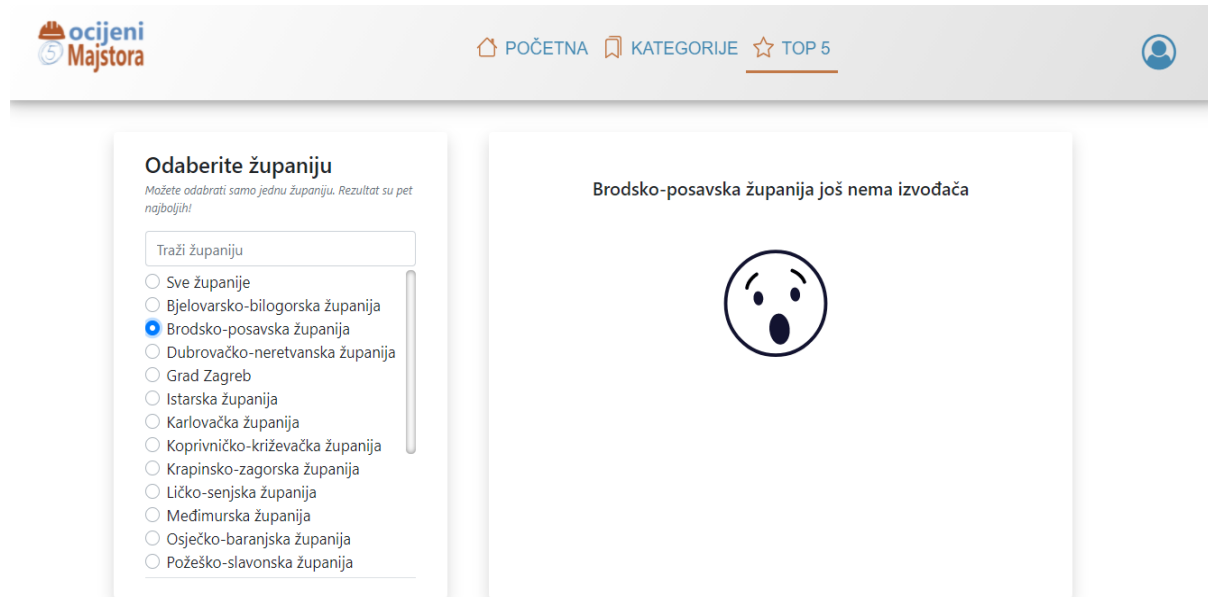 ocijeni
5 Majstora
POČETNA KATEGORIJE TOP 5
Odaberite županiju
Možete odabrati samo jednu županiju. Rezultat su pet
najboljih!
Traži županiju
Sve županije
Bjelovarsko-bilogorska županija
Brodsko-posavska županija
Dubrovačko-neretvanska županija
Grad Zagreb
Istarska županija
Karlovačka županija
Koprivničko-križevačka županija
Krapinsko-zagorska županija
Ličko-senjska županija
Međimurska županija
Osječko-baranjska županija
Požeško-slavonska županija
Brodsko-posavska županija još nema izvođača